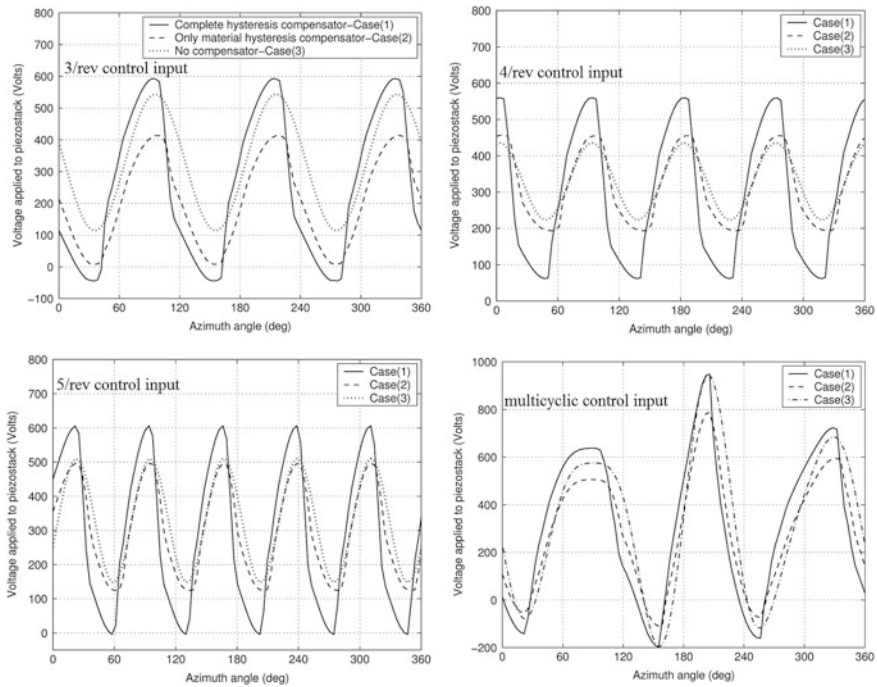 800
700
600
500
400
300
200
100
0
−100
Voltage applied to piezostack (Volts)
Complete hysteresis compensator−Case(1)
Only material hysteresis compensator−Case(2)
No compensator−Case(3)
3/rev control input
0
60
120
180
240
300
360
Azimuth angle (deg)
800
700
600
500
400
300
200
100
0
Voltage applied to piezostack (Volts)
Case(1)
Case(2)
Case(3)
4/rev control input
0
60
120
180
240
300
360
Azimuth angle (deg)
800
700
600
500
400
300
200
100
0
Voltage applied to piezostack (Volts)
Case(1)
Case(2)
Case(3)
5/rev control input
0
60
120
180
240
300
360
Azimuth angle (deg)
1000
800
600
400
200
0
−200
Voltage applied to piezostack (Volts)
Case(1)
Case(2)
Case(3)
multicyclic control input
0
60
120
180
240
300
360
Azimuth angle (deg)